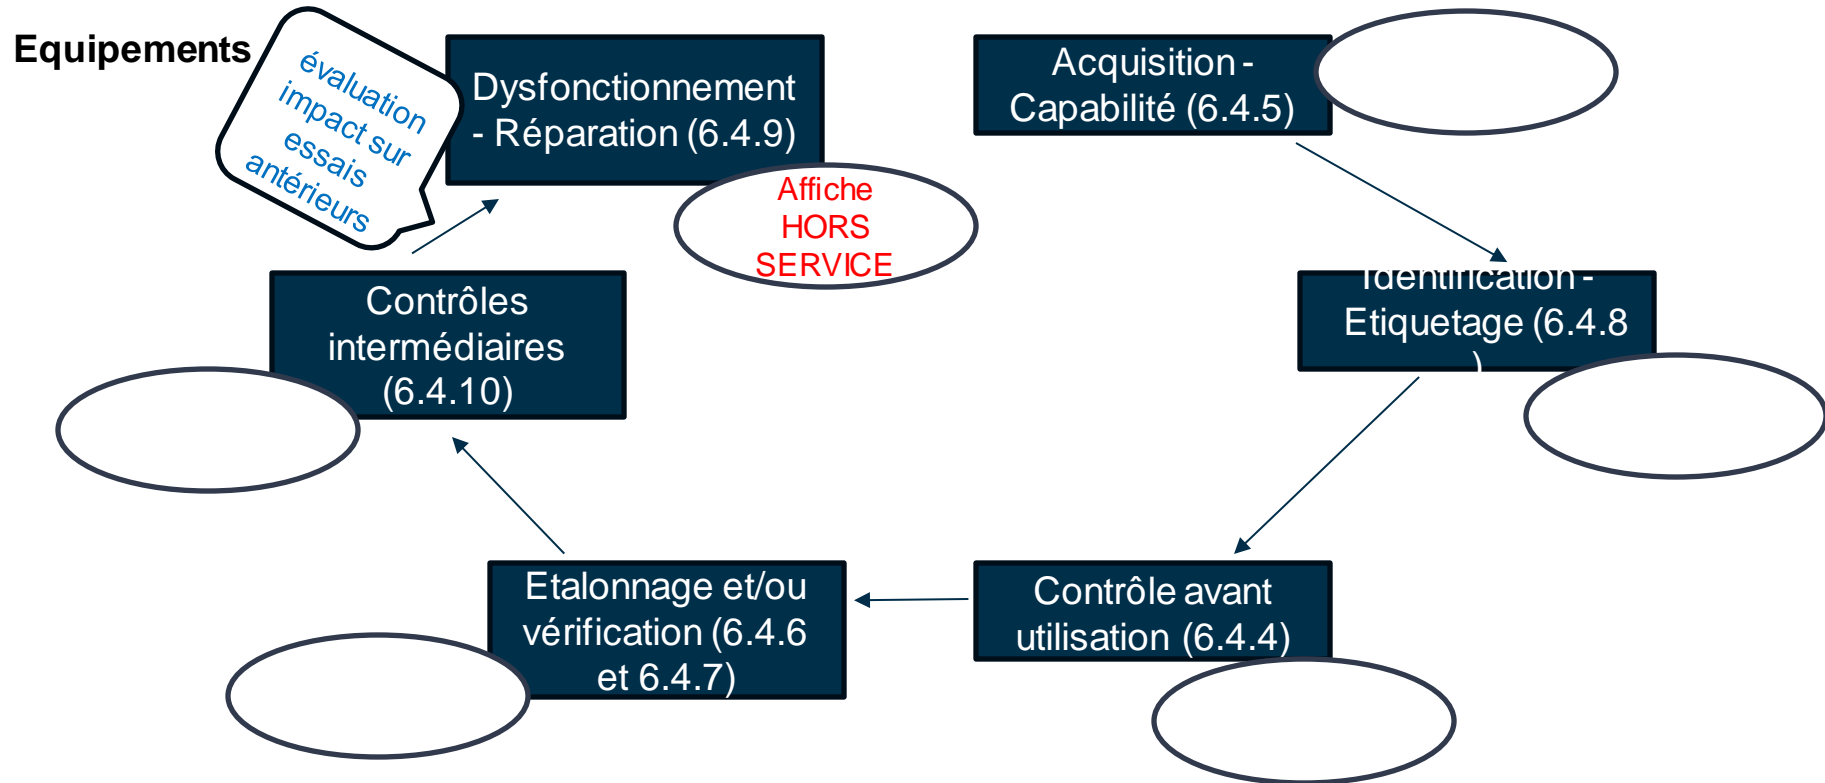 Equipements
évaluation
impact sur
essais
antérieurs
Dysfonctionnement
- Réparation (6.4.9)
Affiche
HORS
SERVICE
Acquisition -
Capabilité (6.4.5)
Identification -
Etiquetage (6.4.8
)
Contrôle avant
utilisation (6.4.4)
Etalonnage et/ou
vérification (6.4.6
et 6.4.7)
Contrôles
intermédiaires
(6.4.10)